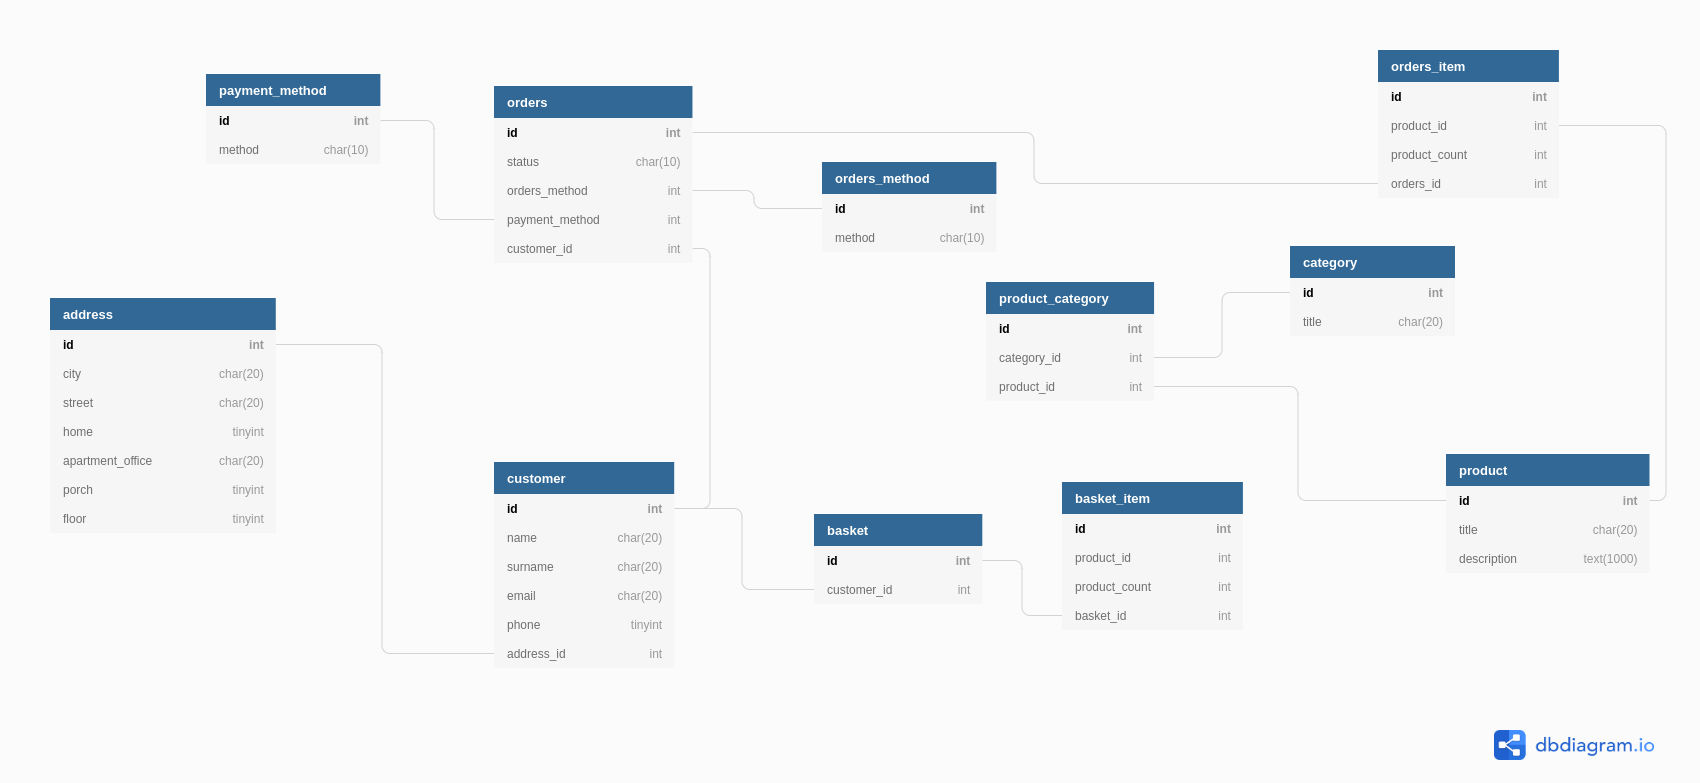 payment_method
id int
method char(10)
orders
id int
status char(10)
orders_method int
payment_method int
customer_id int
orders_method
id int
method char(10)
orders_item
id int
product_id int
product_count int
orders_id int
category
id int
title char(20)
product_category
id int
category_id int
product_id int
address
id int
city char(20)
street char(20)
home tinyint
apartment_office char(20)
porch tinyint
floor tinyint
customer
id int
name char(20)
surname char(20)
email char(20)
phone tinyint
address_id int
basket
id int
customer_id int
basket_item
id int
product_id int
product_count int
basket_id int
product
id int
title char(20)
description text(1000)
dbdiagram.io